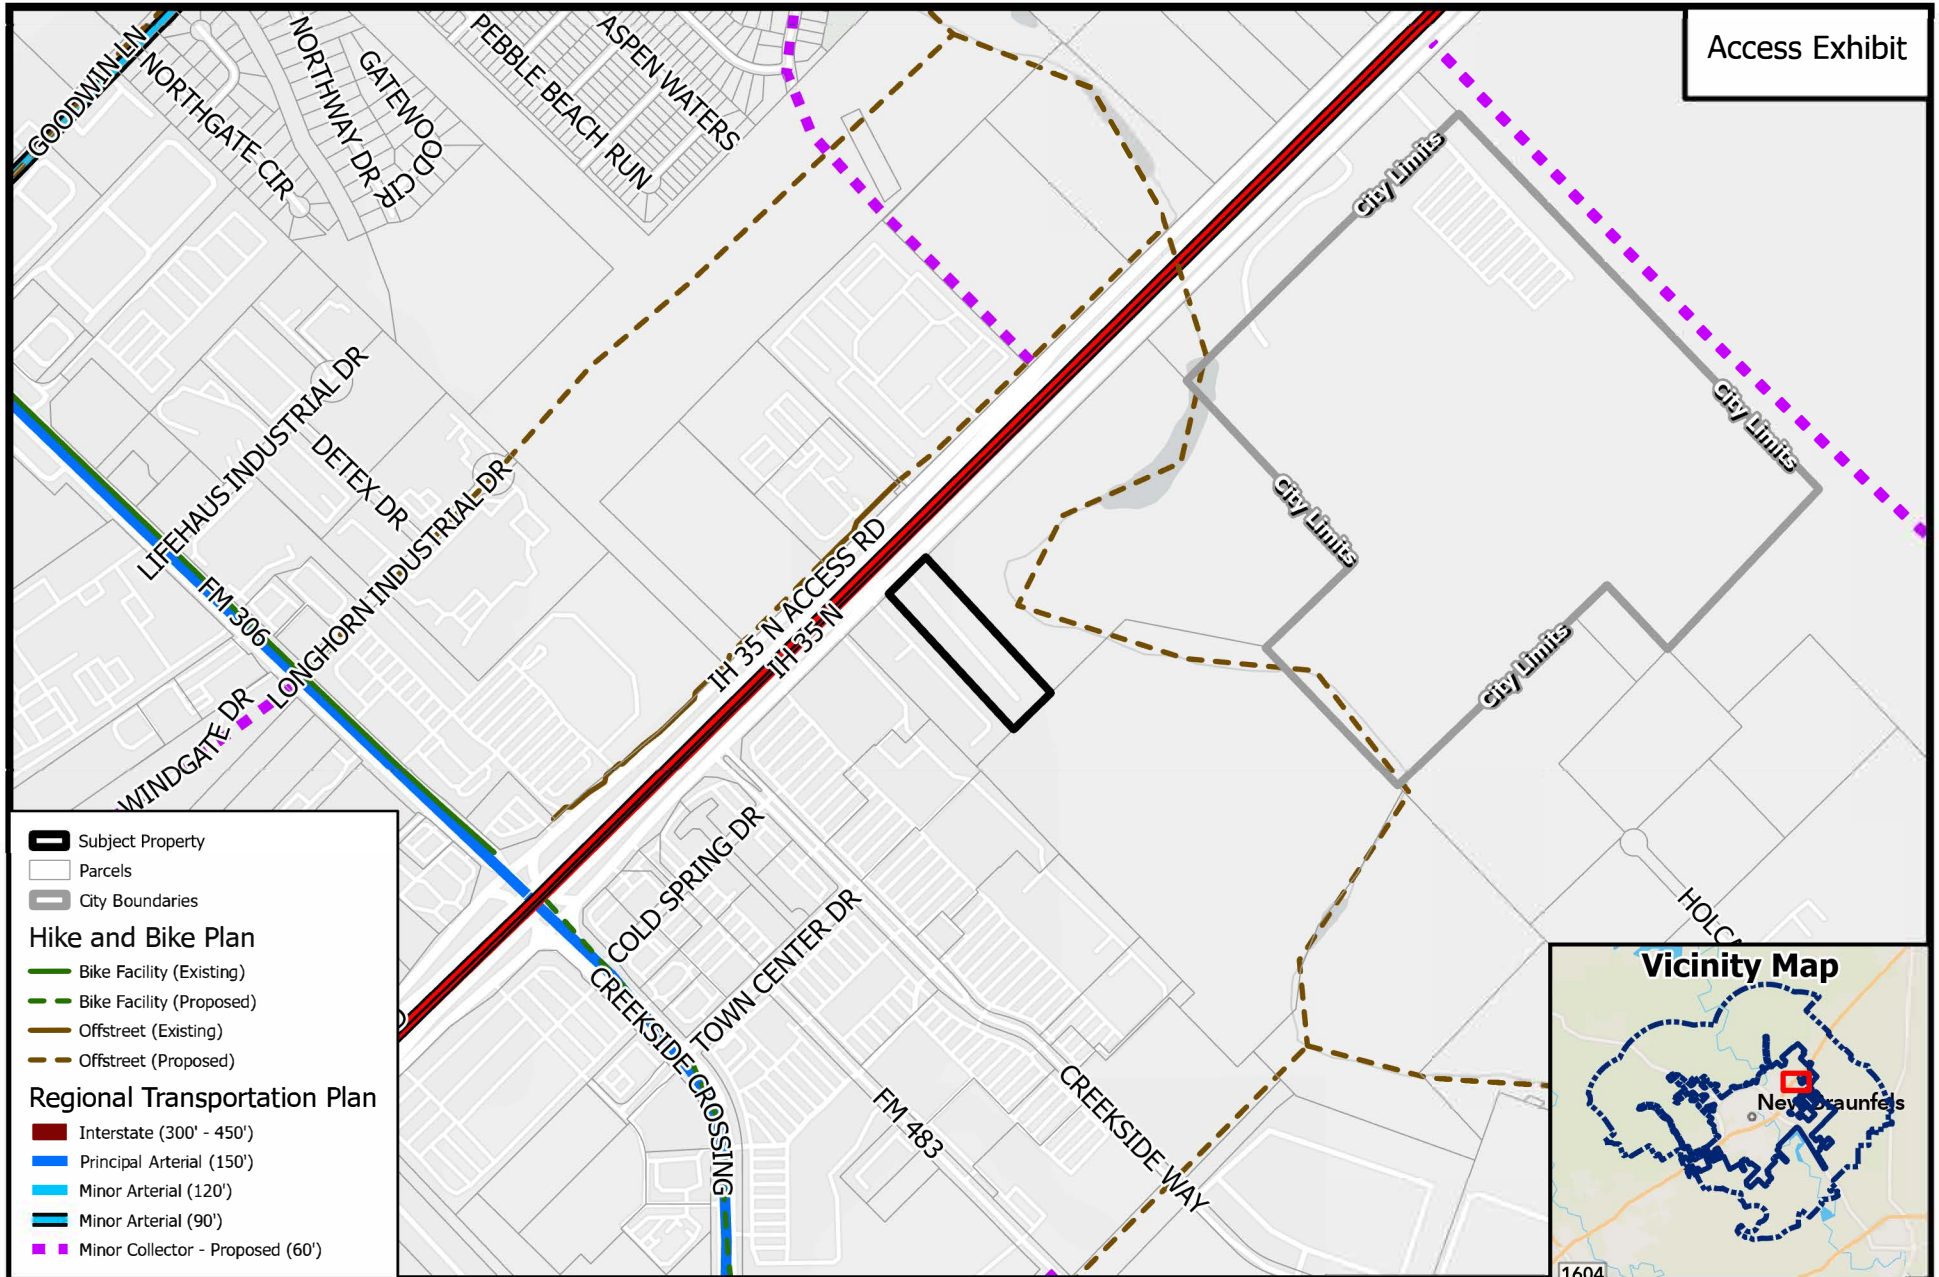 Access Exhibit
GOODWIN LN
NORTHGATE CIR
NORTHWAY DR
GATEWOOD CIR
PEBBLE BEACH RUN
ASPEN WATERS
City Limits
City Limits
City Limits
City Limits
LIFEHAUS INDUSTRIAL DR
DETEX DR
LONGHORN INDUSTRIAL DR
FM 306
WINDGATE DR
IH 35 N ACCESS RD
IH 35 N
COLD SPRING DR
TOWN CENTER DR
CREEKSIDE CROSSING
FM 483
CREEKSIDE WAY
Subject Property
Parcels
City Boundaries
Hike and Bike Plan
Bike Facility (Existing)
Bike Facility (Proposed)
Offstreet (Existing)
Offstreet (Proposed)
Regional Transportation Plan
Interstate (300' - 450')
Principal Arterial (150')
Minor Arterial (120')
Minor Arterial (90')
Minor Collector - Proposed (60')
Vicinity Map
New Braunfels
1604